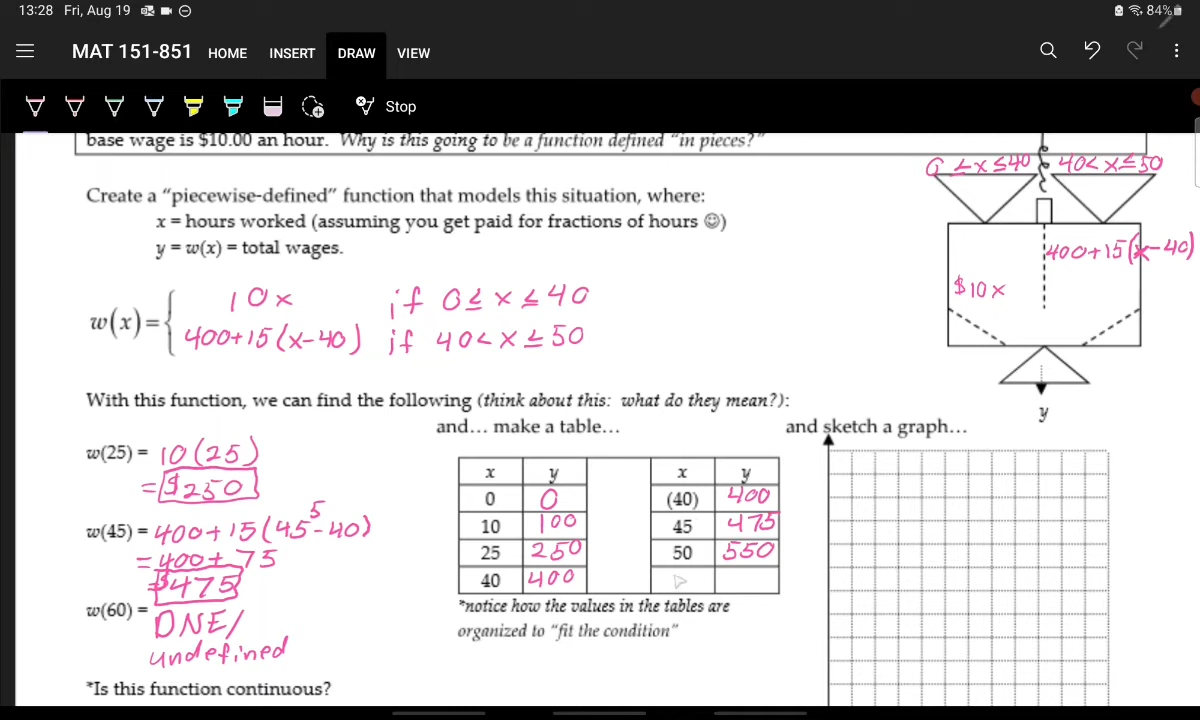 13:28 Fri, Aug 19 84%
MAT 151-851 HOME INSERT DRAW VIEW
Stop
base wage is $10.00 an hour. Why is this going to be a function defined "in pieces?"
0 ≤ x ≤ 40 40 < x ≤ 50
Create a "piecewise-defined" function that models this situation, where:
x = hours worked (assuming you get paid for fractions of hours ☺)
y = w(x) = total wages.
400+15(x-40)
$10x
w(x) = { 10x if 0 ≤ x ≤ 40
400+15(x-40) if 40 < x ≤ 50
y
With this function, we can find the following (think about this: what do they mean?):
and... make a table... and sketch a graph...
w(25) = 10(25)
= $250
w(45) = 400+15(45-40)
5
= 400+75
= $475
w(60) = DNE/
undefined
x y x y
0 0 (40) 400
10 100 45 475
25 250 50 550
40 400
*notice how the values in the tables are
organized to "fit the condition"
*Is this function continuous?